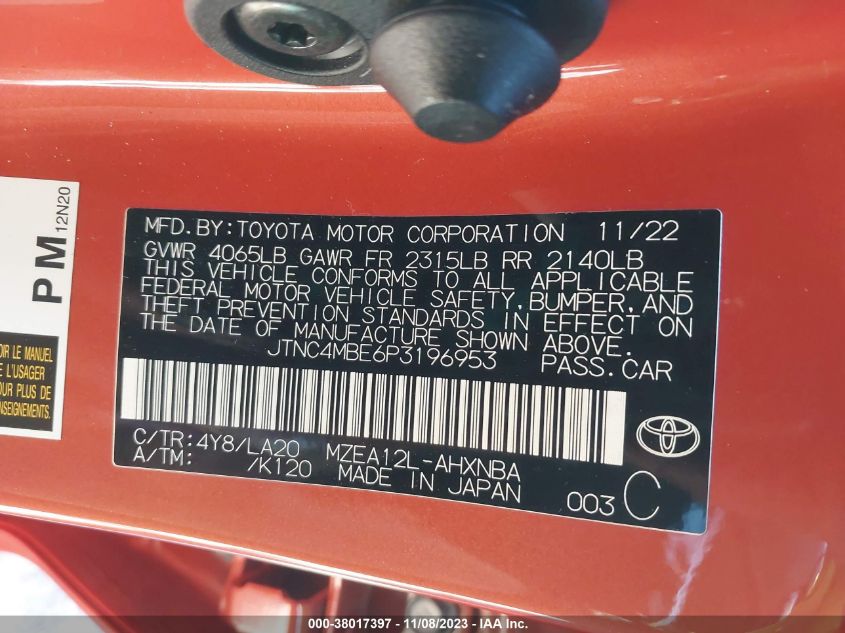 P M 12N20
OIR LE MANUEL
L'USAGER
OUR PLUS DE
NSEIGNEMENTS.
MFD. BY: TOYOTA MOTOR CORPORATION 11/22
GVWR 4065LB GAWR FR 2315LB RR 2140LB
THIS VEHICLE CONFORMS TO ALL APPLICABLE
FEDERAL MOTOR VEHICLE SAFETY, BUMPER, AND
THEFT PREVENTION STANDARDS IN EFFECT ON
THE DATE OF MANUFACTURE SHOWN ABOVE.
JTNC4MBE6P3196953 PASS. CAR
C/TR: 4Y8/LA20 MZEA12L-AHXNBA
A/TM: /K120 MADE IN JAPAN 003 C
000-38017397 - 11/08/2023 - IAA Inc.